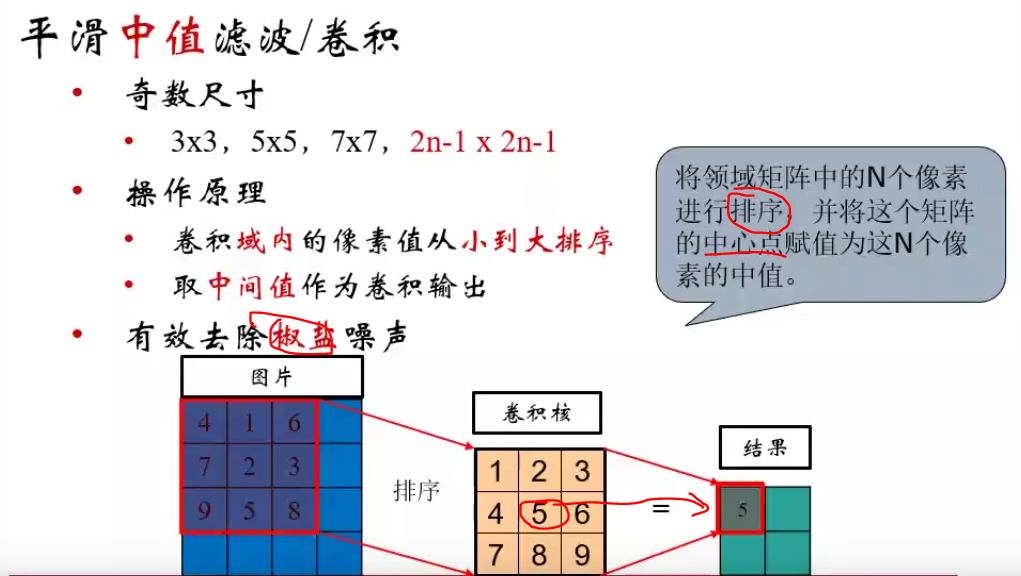 平滑中值滤波/卷积
奇数尺寸
3x3，5x5，7x7，2n-1 x 2n-1
操作原理
卷积域内的像素值从小到大排序
取中间值作为卷积输出
有效去除椒盐噪声
将领域矩阵中的N个像素
进行排序，并将这个矩阵
的中心点赋值为这N个像
素的中值。
图片
4 1 6
7 2 3
9 5 8
排序
卷积核
1 2 3
4 5 6
7 8 9
=
结果
5